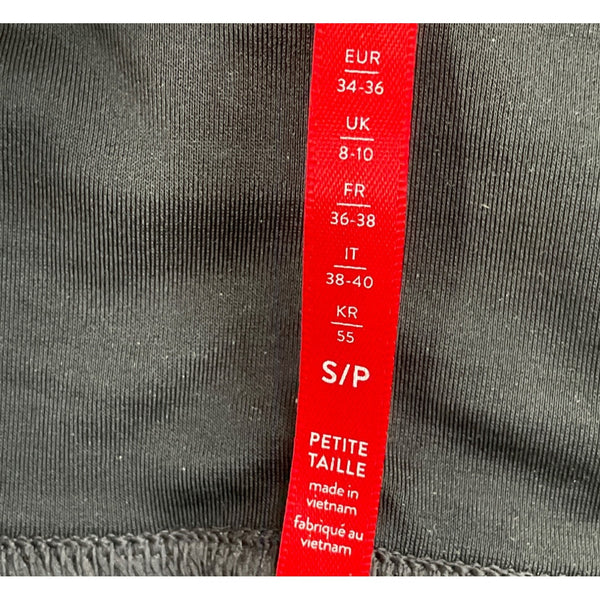 EUR
34-36
UK
8-10
FR
36-38
IT
38-40
KR
55
S/P
PETITE
TAILLE
made in
vietnam
fabriqué au
vietnam